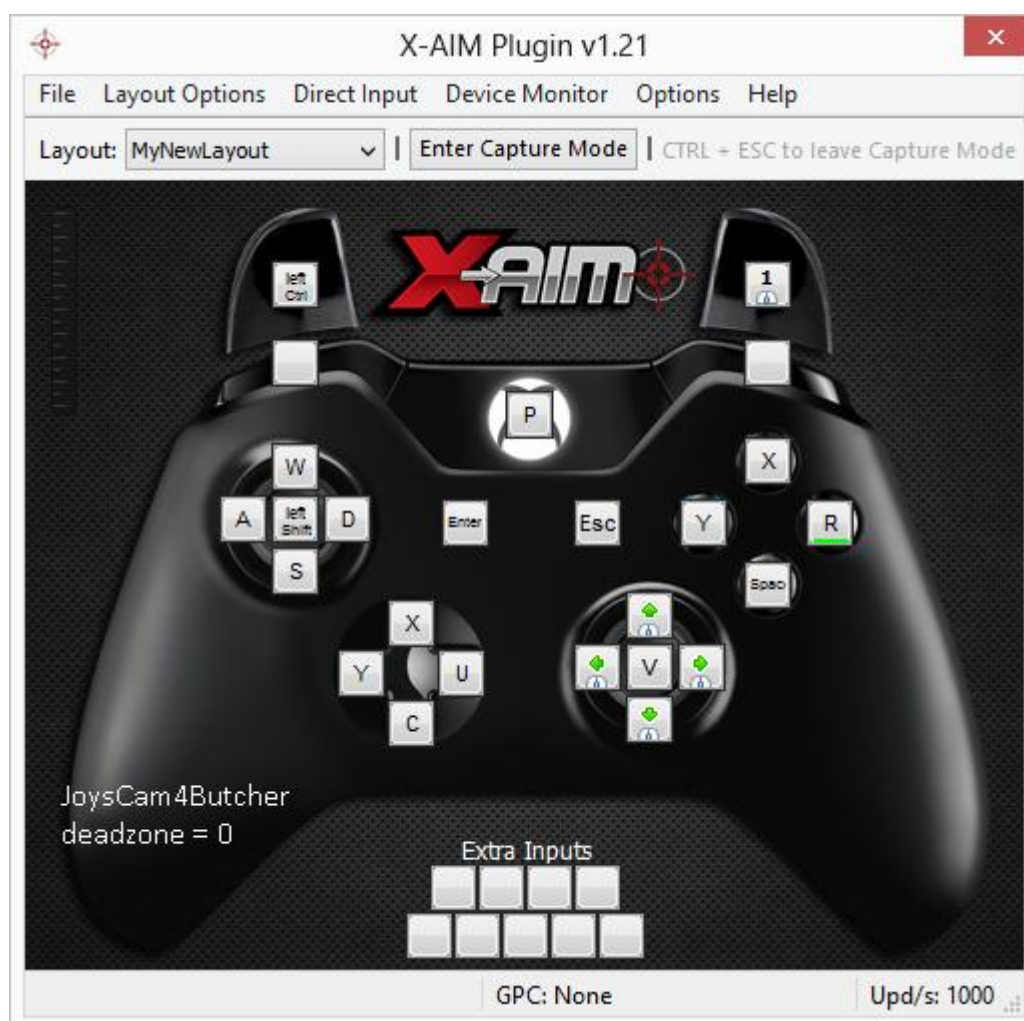 X-AIM Plugin v1.21
File Layout Options Direct Input Device Monitor Options Help
Layout: MyNewLayout | Enter Capture Mode | CTRL + ESC to leave Capture Mode
X-AIM
left Ctrl
1
P
W
X
A
left Shift
D
Enter
Esc
Y
R
S
Spac
X
Y
U
V
C
JoysCam4Butcher
deadzone = 0
Extra Inputs
GPC: None
Upd/s: 1000